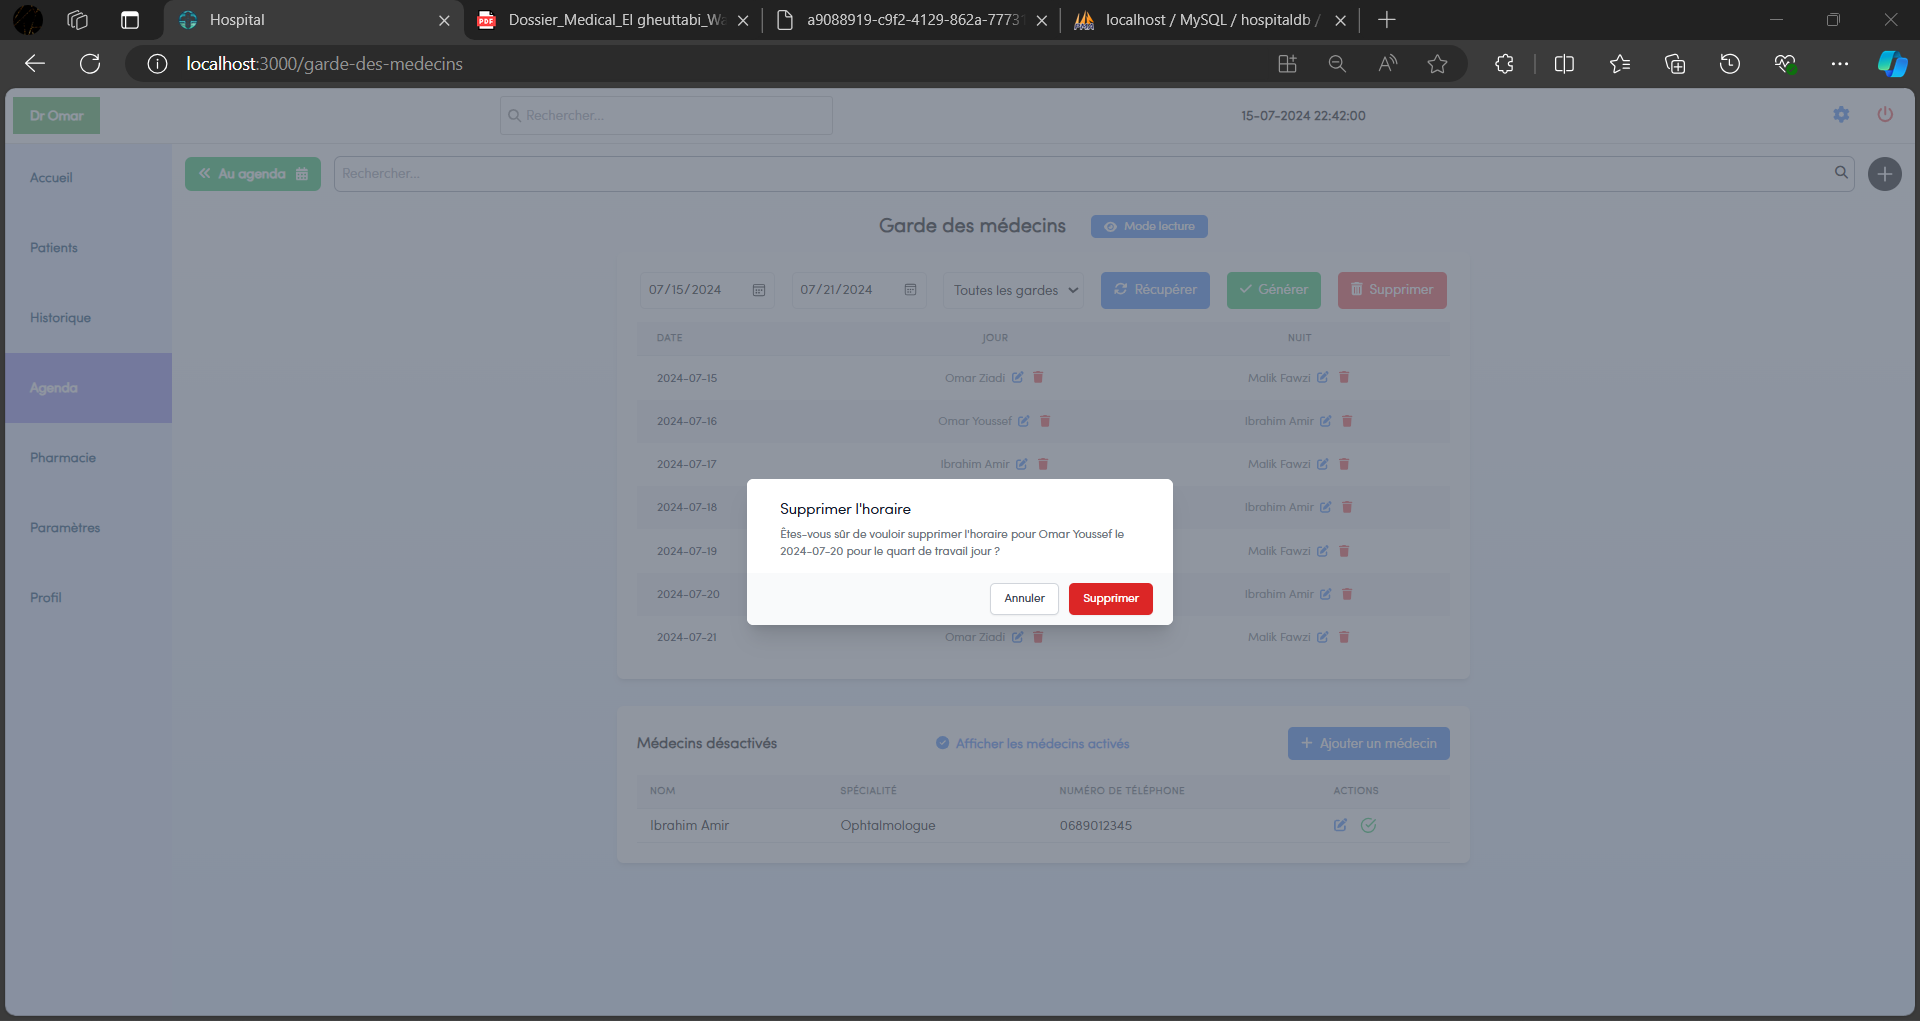 Hospital
Dossier_Medical_El gheuttabi_Wa
a9088919-c9f2-4129-862a-77731
localhost / MySQL / hospitaldb /
localhost:3000/garde-des-medecins
Dr Omar
Rechercher...
15-07-2024 22:42:00
Accueil
Patients
Historique
Agenda
Pharmacie
Paramètres
Profil
Au agenda
Rechercher...
Garde des médecins
Mode lecture
07/15/2024
07/21/2024
Toutes les gardes
Récupérer
Générer
Supprimer
DATE JOUR NUIT
2024-07-15 Omar Ziadi Malik Fawzi
2024-07-16 Omar Youssef Ibrahim Amir
2024-07-17 Ibrahim Amir Malik Fawzi
2024-07-18 Ibrahim Amir
2024-07-19 Malik Fawzi
2024-07-20 Ibrahim Amir
2024-07-21 Omar Ziadi Malik Fawzi
Supprimer l'horaire
Êtes-vous sûr de vouloir supprimer l'horaire pour Omar Youssef le
2024-07-20 pour le quart de travail jour ?
Annuler
Supprimer
Médecins désactivés
Afficher les médecins activés
Ajouter un médecin
NOM SPÉCIALITÉ NUMÉRO DE TÉLÉPHONE ACTIONS
Ibrahim Amir Ophtalmologue 0689012345